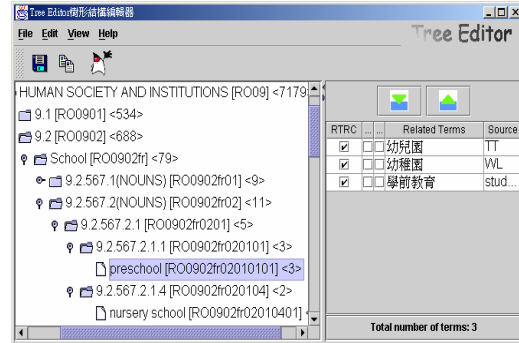 Tree Editor樹形結構編輯器
File Edit View Help
Tree Editor
HUMAN SOCIETY AND INSTITUTIONS [RO09] <7179>
9.1 [RO0901] <534>
9.2 [RO0902] <688>
School [RO0902fr] <79>
9.2.567.1(NOUNS) [RO0902fr01] <9>
9.2.567.2(NOUNS) [RO0902fr02] <11>
9.2.567.2.1 [RO0902fr0201] <5>
9.2.567.2.1.1 [RO0902fr020101] <3>
preschool [RO0902fr02010101] <3>
9.2.567.2.1.4 [RO0902fr020104] <2>
nursery school [RO0902fr02010401] <
RTRC ... ... Related Terms Source
幼兒園 TT
幼稚園 WL
學前教育 stud...
Total number of terms: 3